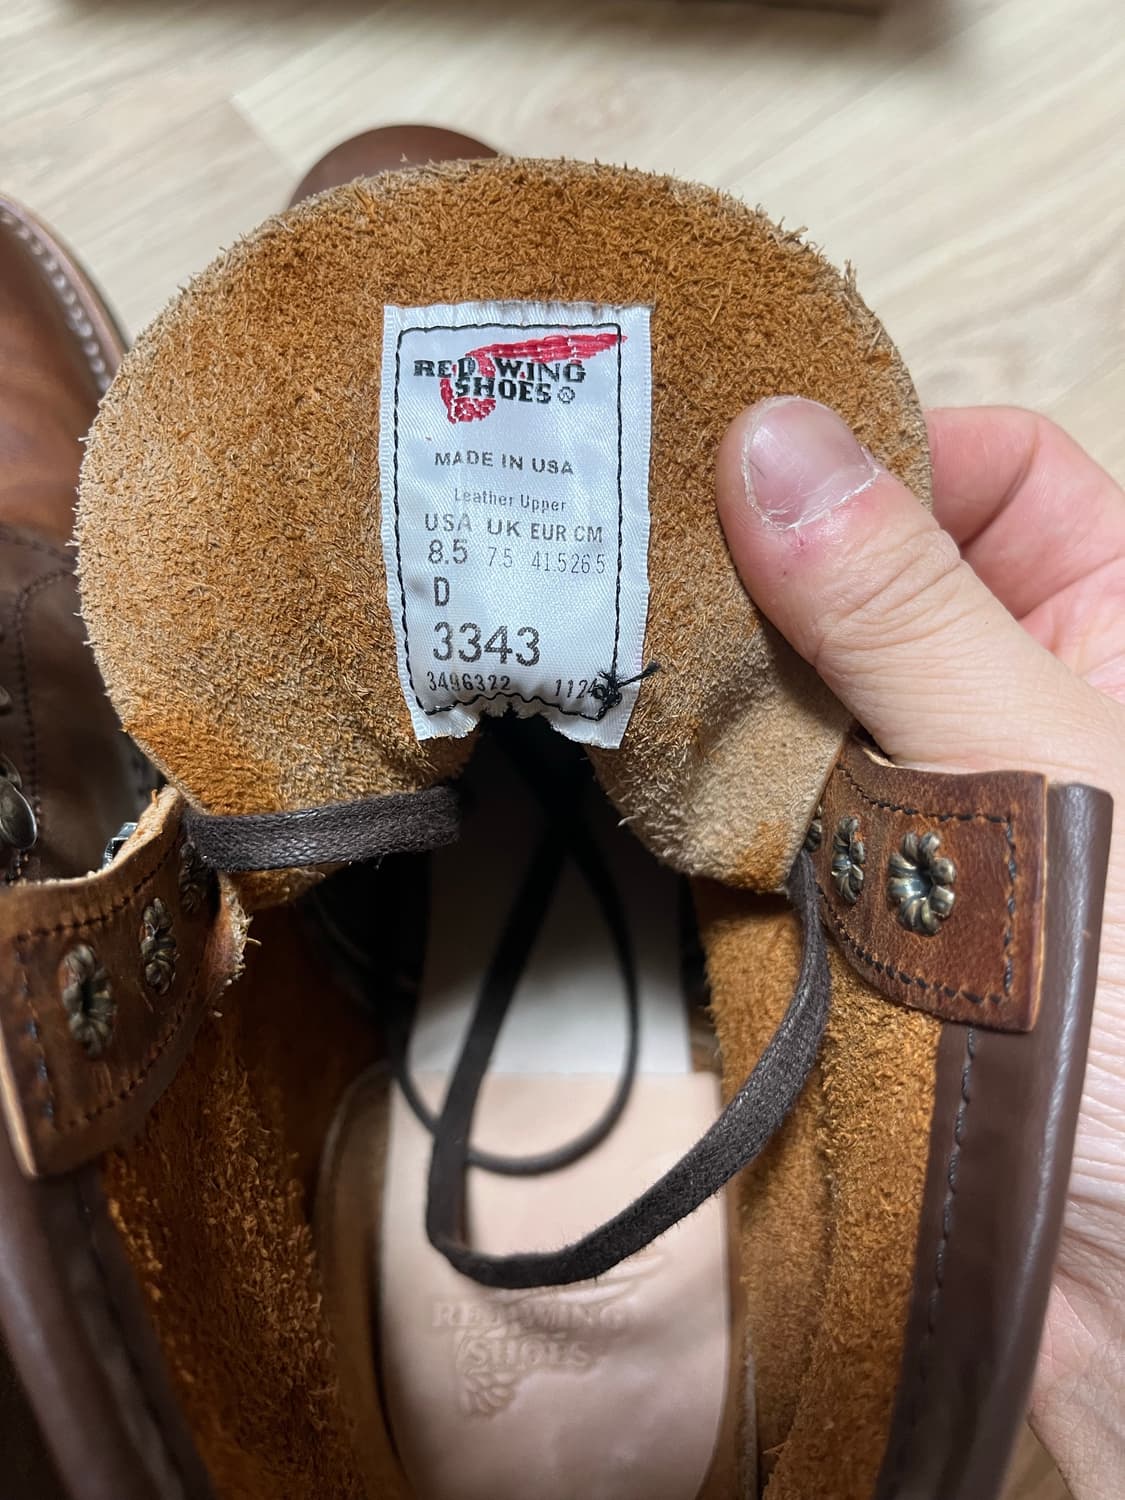 RED WING
SHOES®
MADE IN USA
Leather Upper
USA UK EUR CM
8.5 7.5 41.5 26.5
D
3343
3496322
RED WING
SHOES